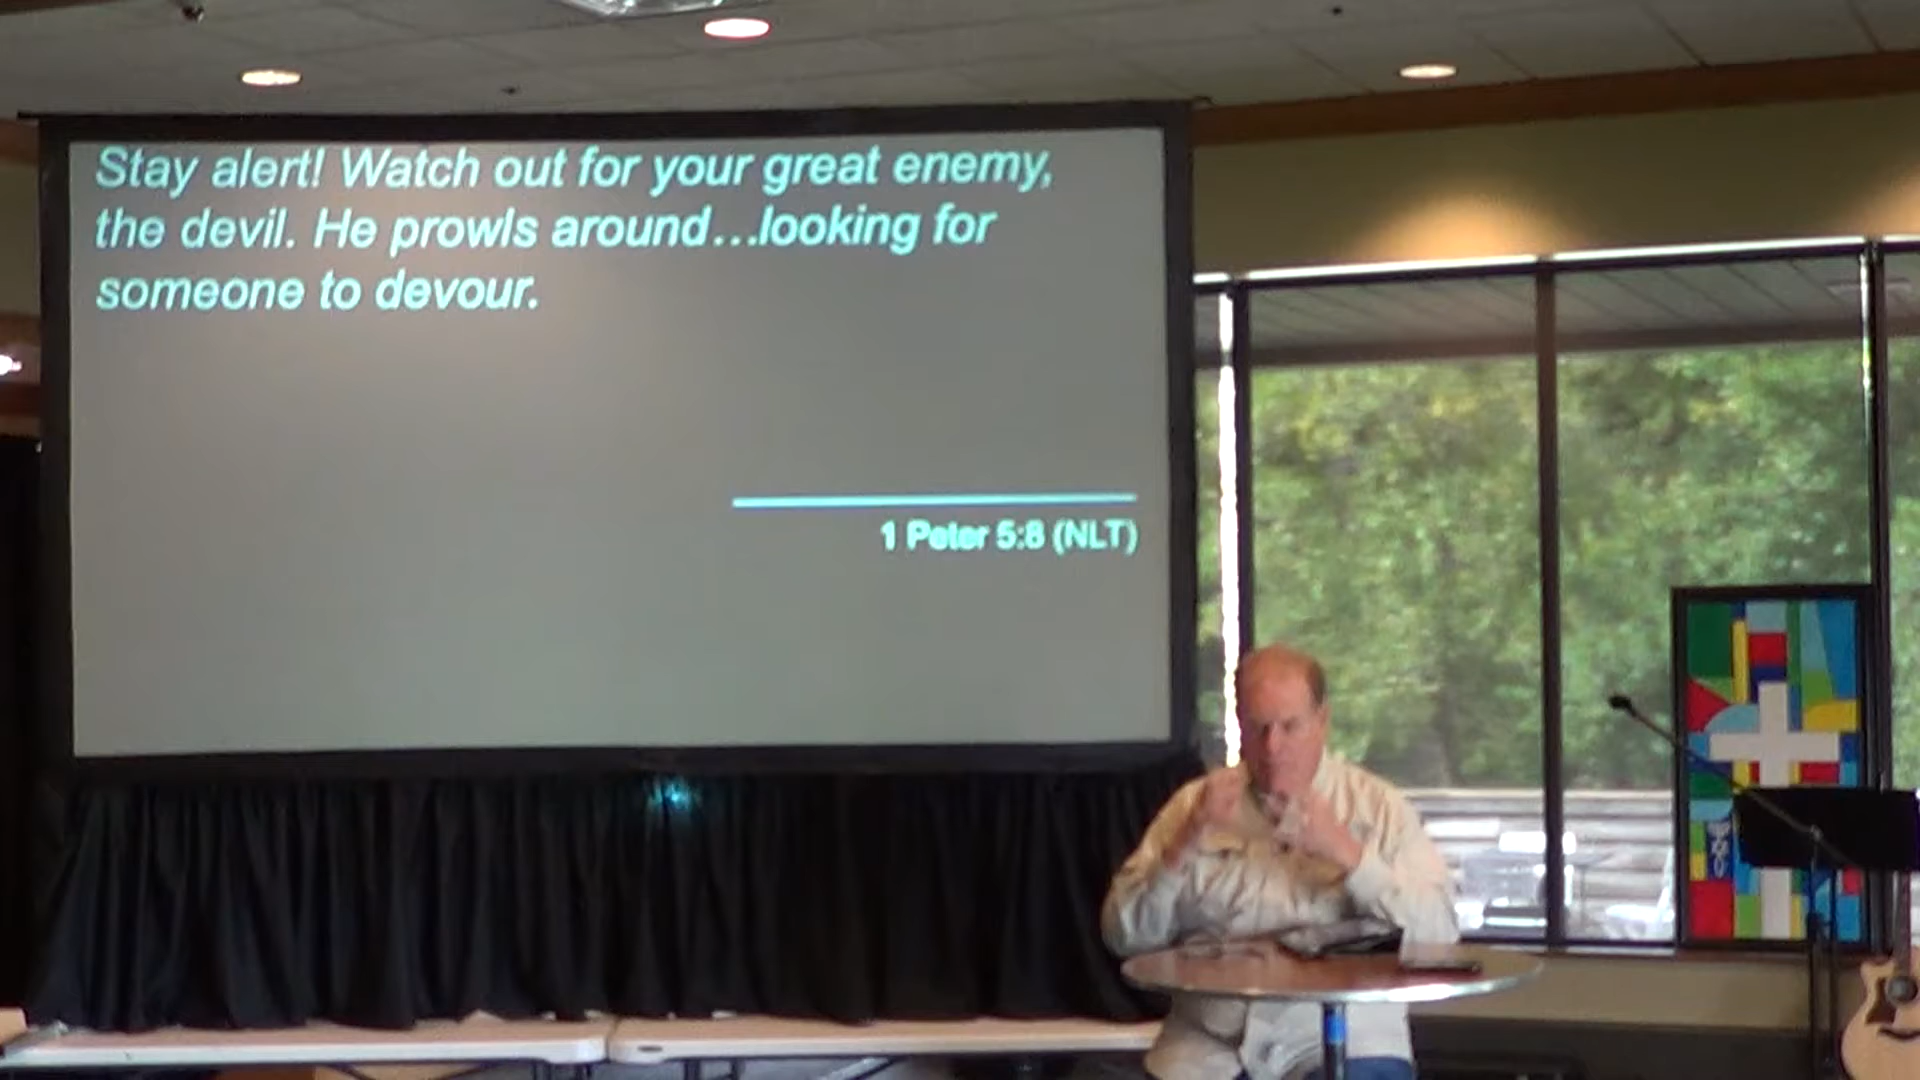 Stay alert! Watch out for your great enemy,
the devil. He prowls around...looking for
someone to devour.
1 Peter 5:8 (NLT)